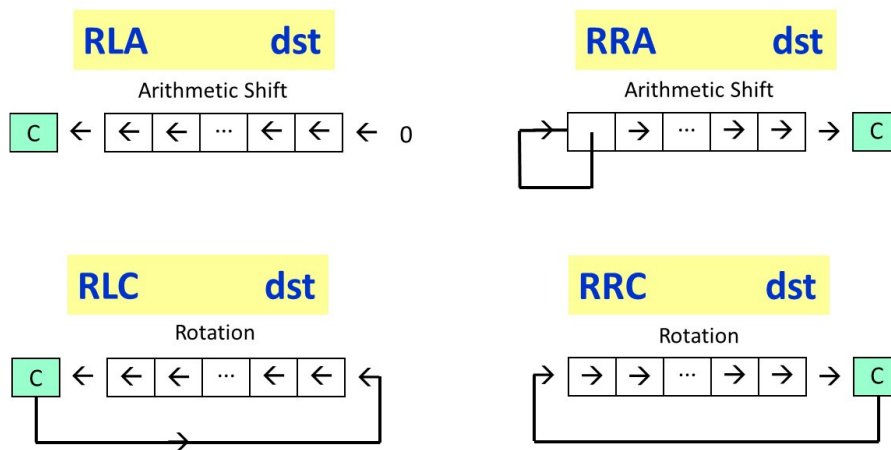 RLA dst
Arithmetic Shift
C ... 0
RRA dst
Arithmetic Shift
... C
RLC dst
Rotation
C ...
RRC dst
Rotation
... C